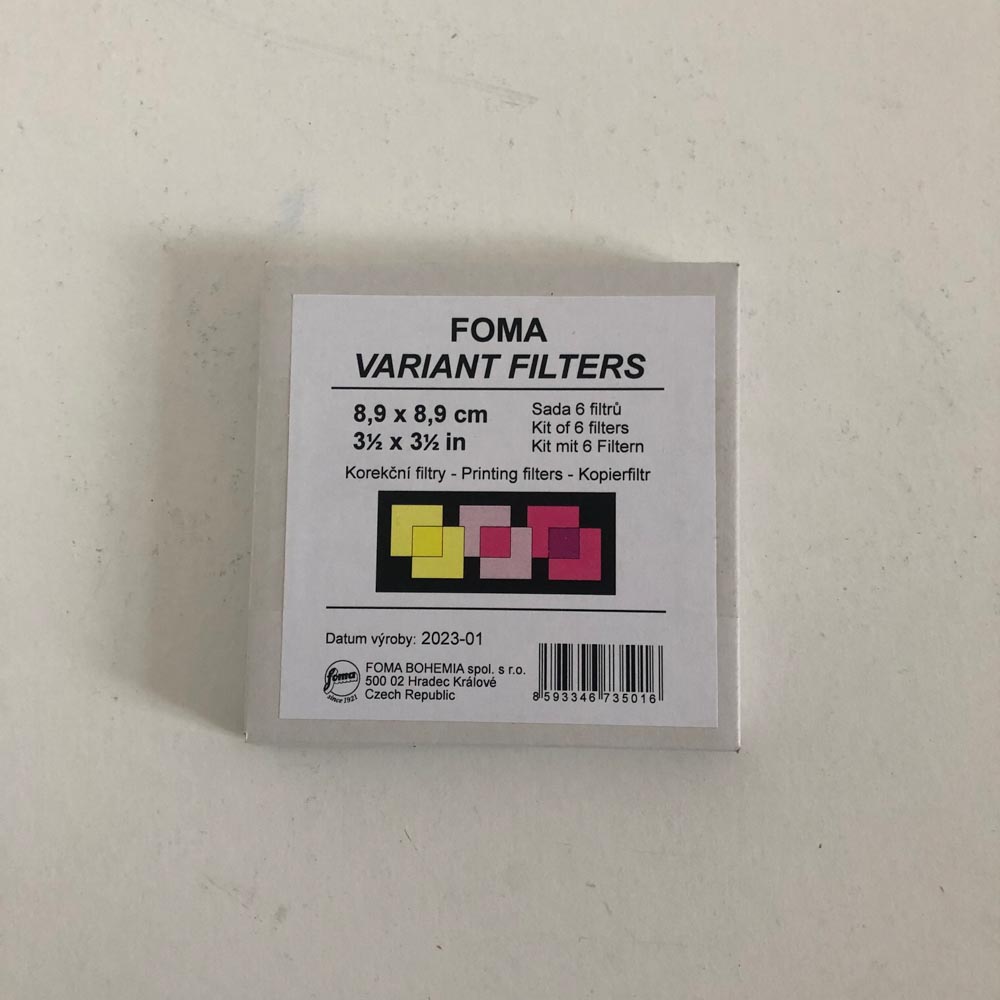 FOMA
VARIANT FILTERS
8,9 x 8,9 cm
3½ x 3½ in
Sada 6 filtrů
Kit of 6 filters
Kit mit 6 Filtern
Korekční filtry - Printing filters - Kopierfiltr
Datum výroby: 2023-01
foma
since 1921
FOMA BOHEMIA spol. s r.o.
500 02 Hradec Králové
Czech Republic
8 593346 735016